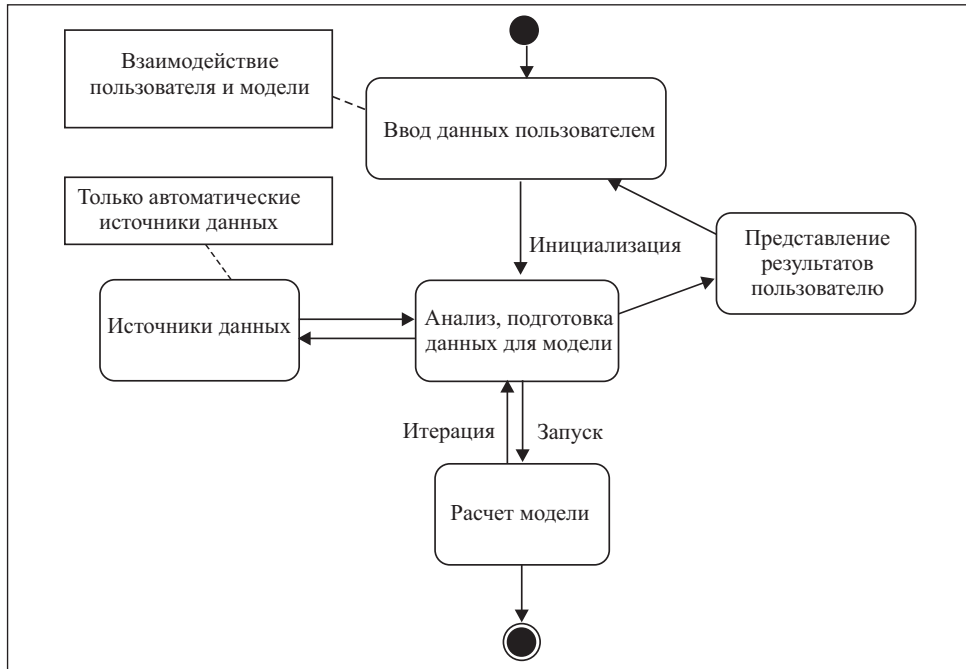 Взаимодействие
пользователя и модели
Ввод данных пользователем
Только автоматические
источники данных
Инициализация
Представление
результатов
пользователю
Источники данных
Анализ, подготовка
данных для модели
Итерация
Запуск
Расчет модели